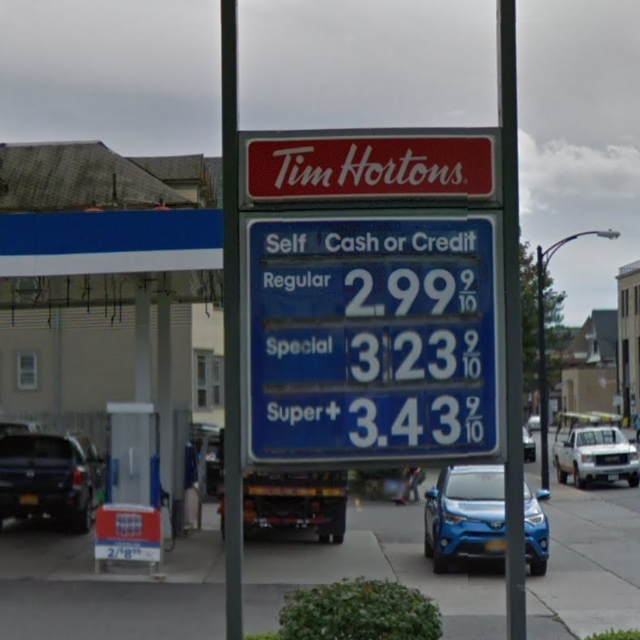 Tim Hortons
Self Cash or Credit
Regular 2.99 9/10
Special 3.23 9/10
Super+ 3.43 9/10